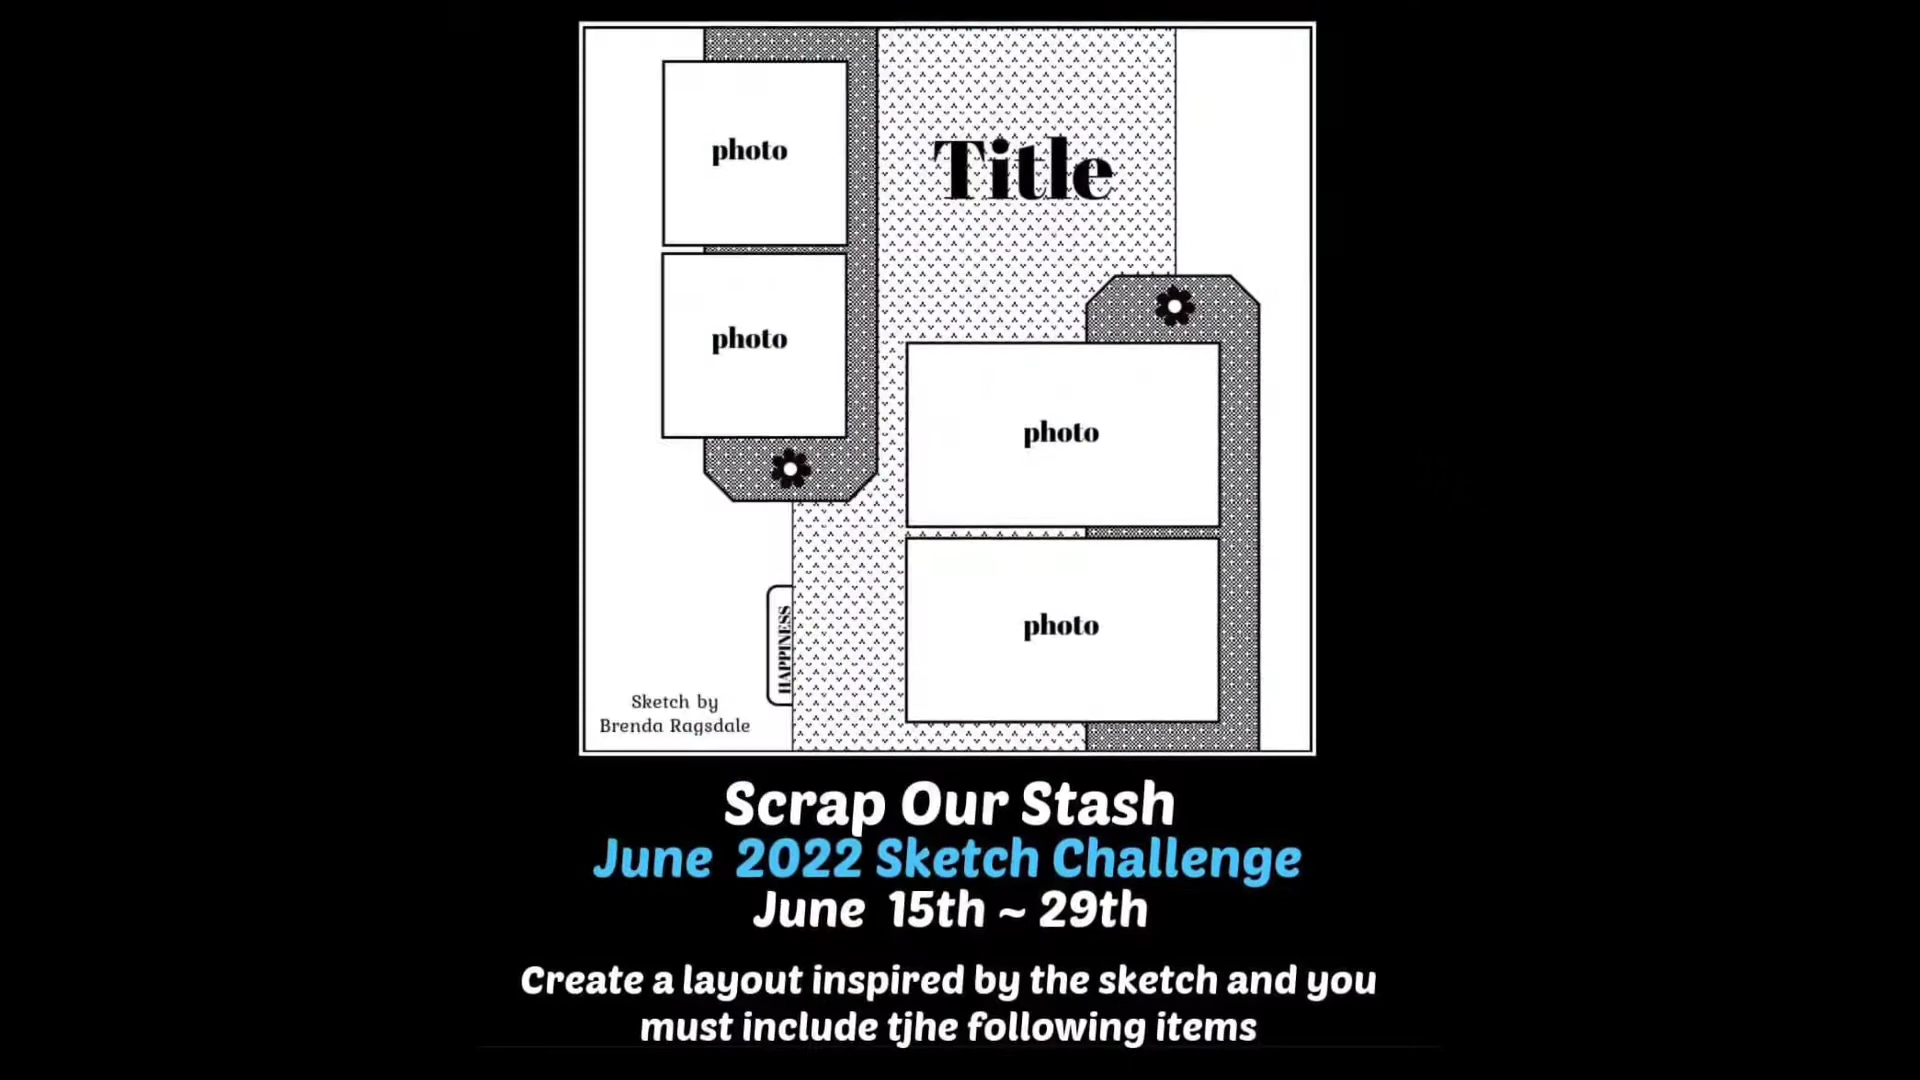 photo
Title
photo
photo
photo
HAPPINESS
Sketch by
Brenda Ragsdale
Scrap Our Stash
June 2022 Sketch Challenge
June 15th ~ 29th
Create a layout inspired by the sketch and you
must include tjhe following items